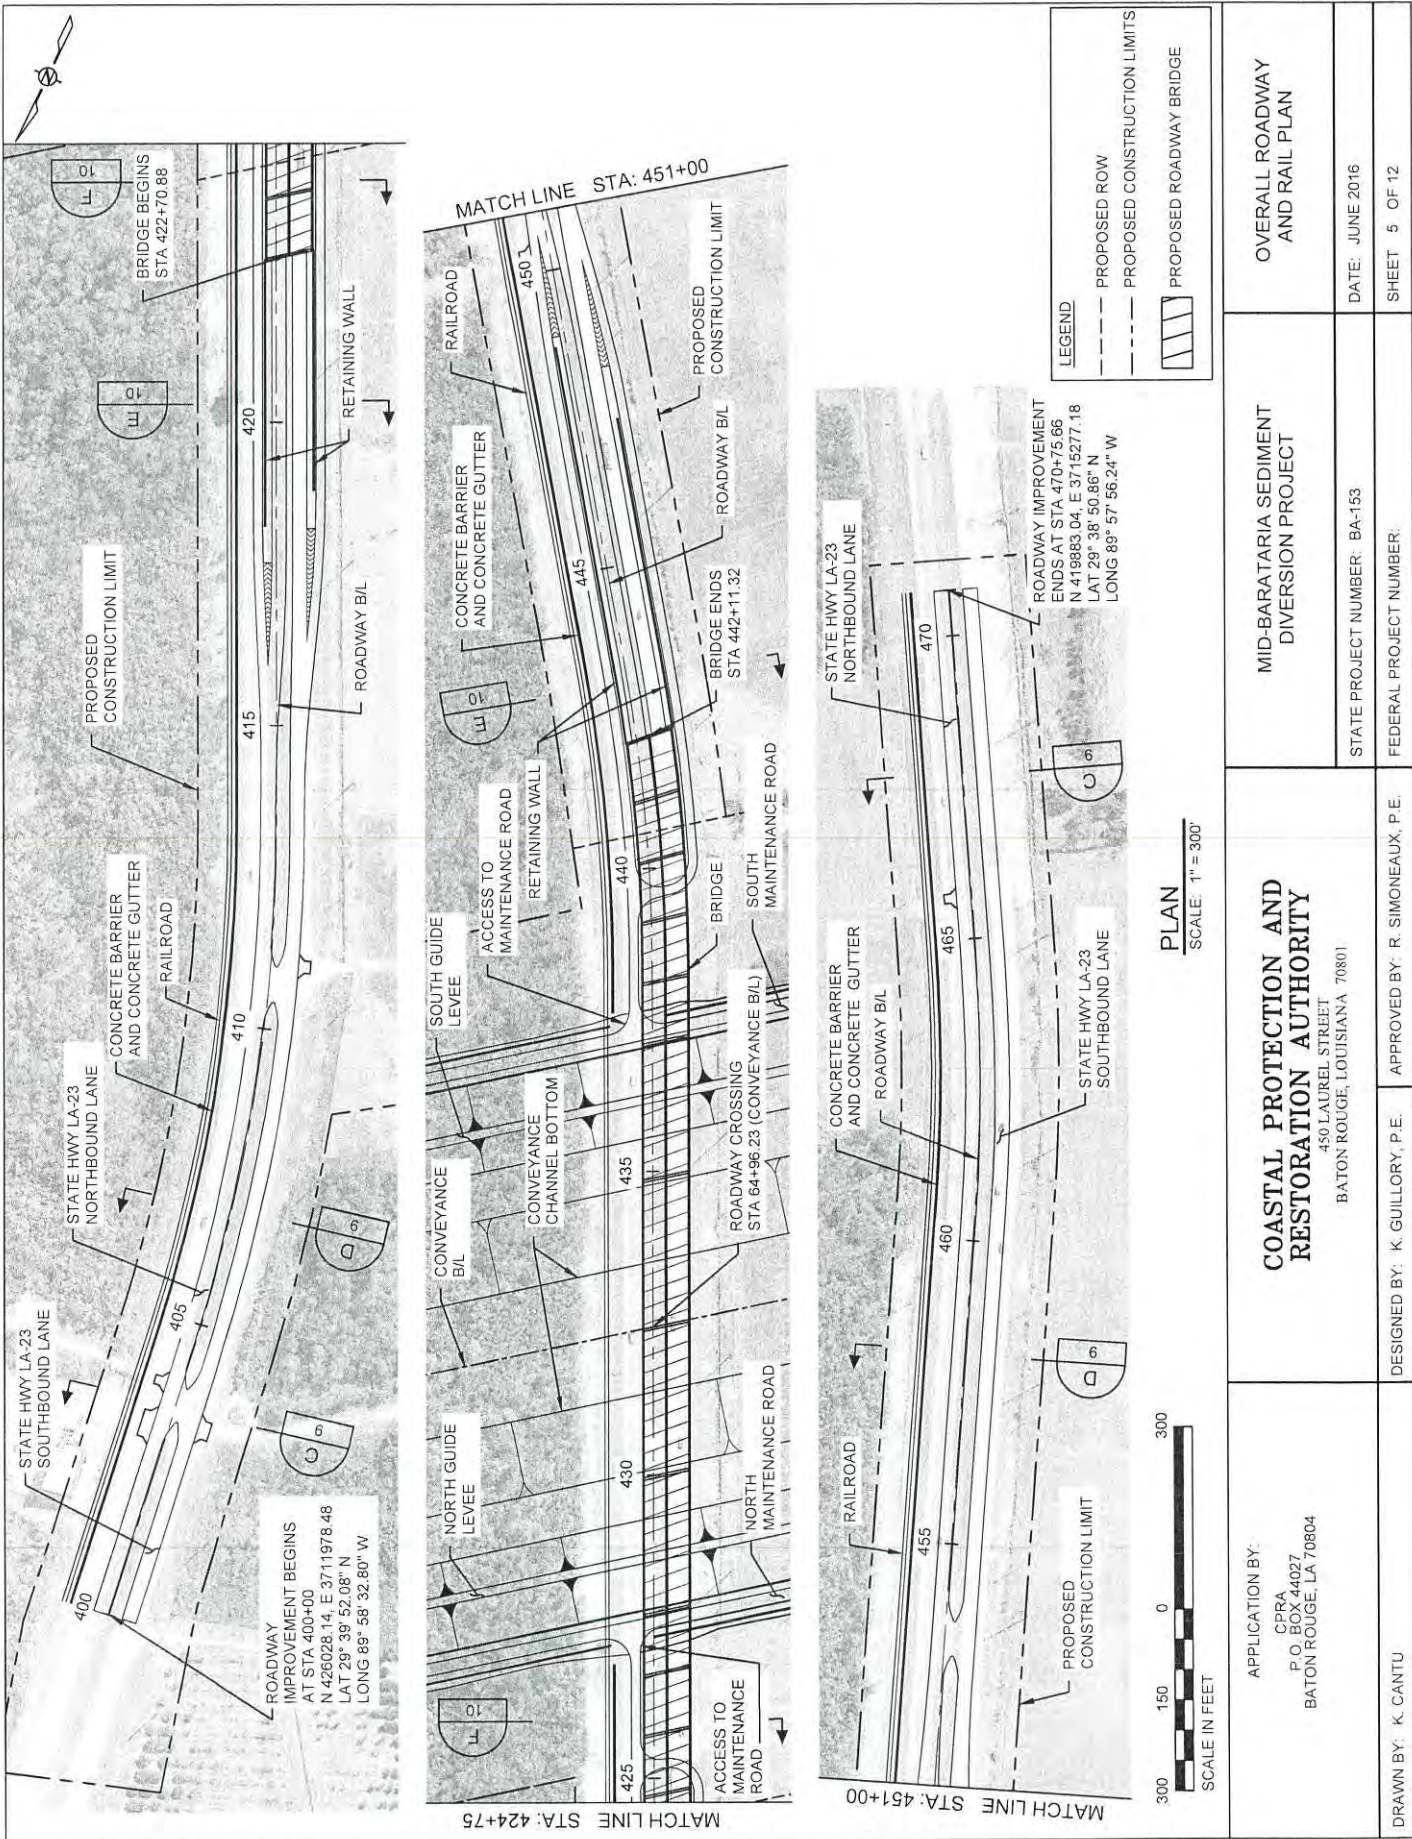 STATE HWY LA-23
SOUTHBOUND LANE
STATE HWY LA-23
NORTHBOUND LANE
CONCRETE BARRIER
AND CONCRETE GUTTER
RAILROAD
PROPOSED
CONSTRUCTION LIMIT
BRIDGE BEGINS
STA 422+70.88
E
10
F
10
400
405
410
415
420
ROADWAY B/L
RETAINING WALL
C
9
D
9
ROADWAY
IMPROVEMENT BEGINS
AT STA 400+00
N 426028.14, E 3711978.48
LAT 29° 39' 52.08" N
LONG 89° 58' 32.80" W
MATCH LINE STA: 424+75
F
10
NORTH GUIDE
LEVEE
CONVEYANCE
B/L
CONVEYANCE
CHANNEL BOTTOM
SOUTH GUIDE
LEVEE
ACCESS TO
MAINTENANCE ROAD
RETAINING WALL
E
10
CONCRETE BARRIER
AND CONCRETE GUTTER
RAILROAD
MATCH LINE STA: 451+00
425
430
435
440
445
450
ACCESS TO
MAINTENANCE
ROAD
NORTH
MAINTENANCE ROAD
ROADWAY CROSSING
STA 64+96.23 (CONVEYANCE B/L)
BRIDGE
SOUTH
MAINTENANCE ROAD
BRIDGE ENDS
STA 442+11.32
ROADWAY B/L
PROPOSED
CONSTRUCTION LIMIT
MATCH LINE STA: 451+00
RAILROAD
CONCRETE BARRIER
AND CONCRETE GUTTER
ROADWAY B/L
STATE HWY LA-23
NORTHBOUND LANE
455
460
465
470
PROPOSED
CONSTRUCTION LIMIT
D
9
STATE HWY LA-23
SOUTHBOUND LANE
C
9
ROADWAY IMPROVEMENT
ENDS AT STA 470+75.66
N 419883.04, E 3715277.18
LAT 29° 38' 50.86" N
LONG 89° 57' 56.24" W
LEGEND
PROPOSED ROW
PROPOSED CONSTRUCTION LIMITS
PROPOSED ROADWAY BRIDGE
300 150 0 300
SCALE IN FEET
PLAN
SCALE: 1" = 300'
APPLICATION BY:
CPRA
P.O. BOX 44027
BATON ROUGE, LA 70804
COASTAL PROTECTION AND
RESTORATION AUTHORITY
450 LAUREL STREET
BATON ROUGE, LOUISIANA 70801
MID-BARATARIA SEDIMENT
DIVERSION PROJECT
OVERALL ROADWAY
AND RAIL PLAN
STATE PROJECT NUMBER: BA-153
DATE: JUNE 2016
DRAWN BY: K. CANTU
DESIGNED BY: K. GUILLORY, P.E.
APPROVED BY: R. SIMONEAUX, P.E.
FEDERAL PROJECT NUMBER:
SHEET 5 OF 12